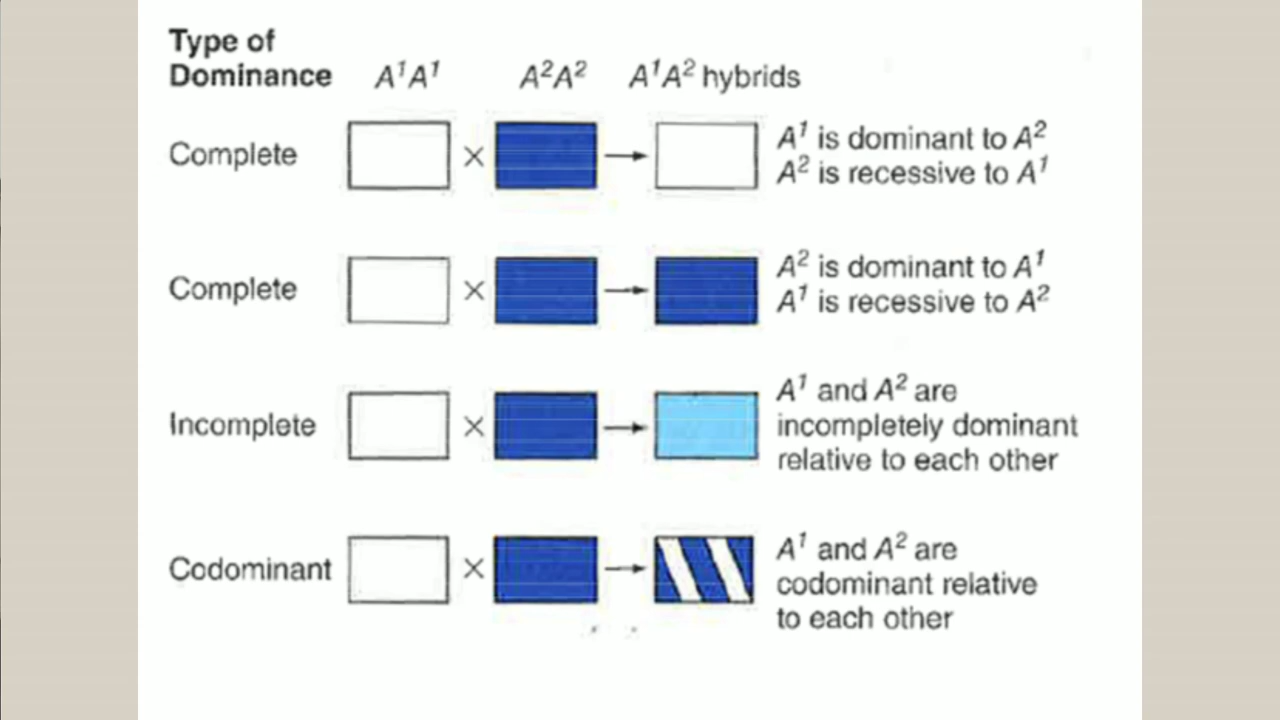 Type of
Dominance A¹A¹ A²A² A¹A² hybrids
Complete × → A¹ is dominant to A²
A² is recessive to A¹
Complete × → A² is dominant to A¹
A¹ is recessive to A²
Incomplete × → A¹ and A² are
incompletely dominant
relative to each other
Codominant × → A¹ and A² are
codominant relative
to each other